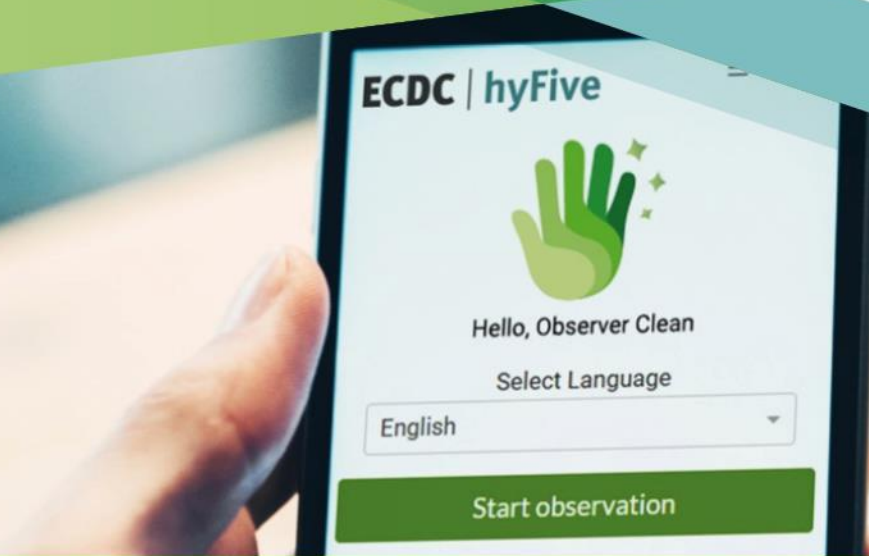 ECDC | hyFive
Hello, Observer Clean
Select Language
English
Start observation